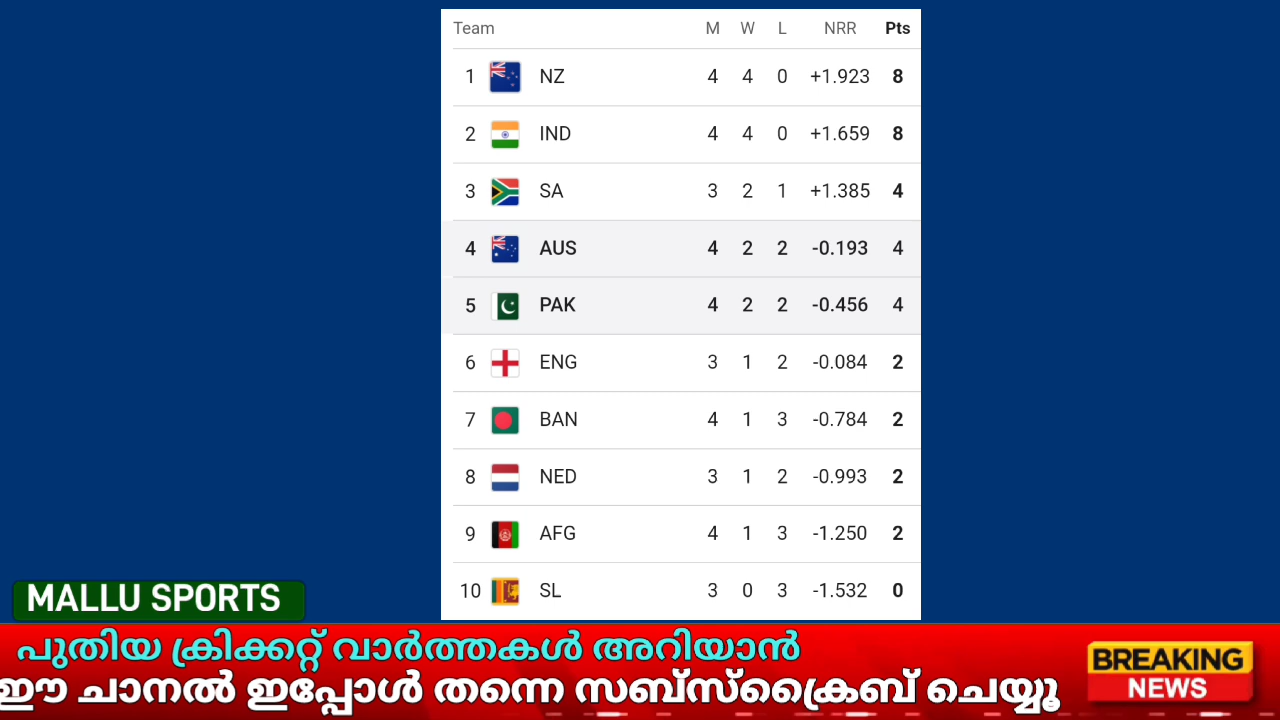 Team M W L NRR Pts
1 NZ 4 4 0 +1.923 8
2 IND 4 4 0 +1.659 8
3 SA 3 2 1 +1.385 4
4 AUS 4 2 2 -0.193 4
5 PAK 4 2 2 -0.456 4
6 ENG 3 1 2 -0.084 2
7 BAN 4 1 3 -0.784 2
8 NED 3 1 2 -0.993 2
9 AFG 4 1 3 -1.250 2
10 SL 3 0 3 -1.532 0
MALLU SPORTS
പുതിയ ക്രിക്കറ്റ് വാർത്തകൾ അറിയാൻ
ഈ ചാനൽ ഇപ്പോൾ തന്നെ സബ്സ്ക്രൈബ് ചെയ്യൂ
BREAKING
NEWS